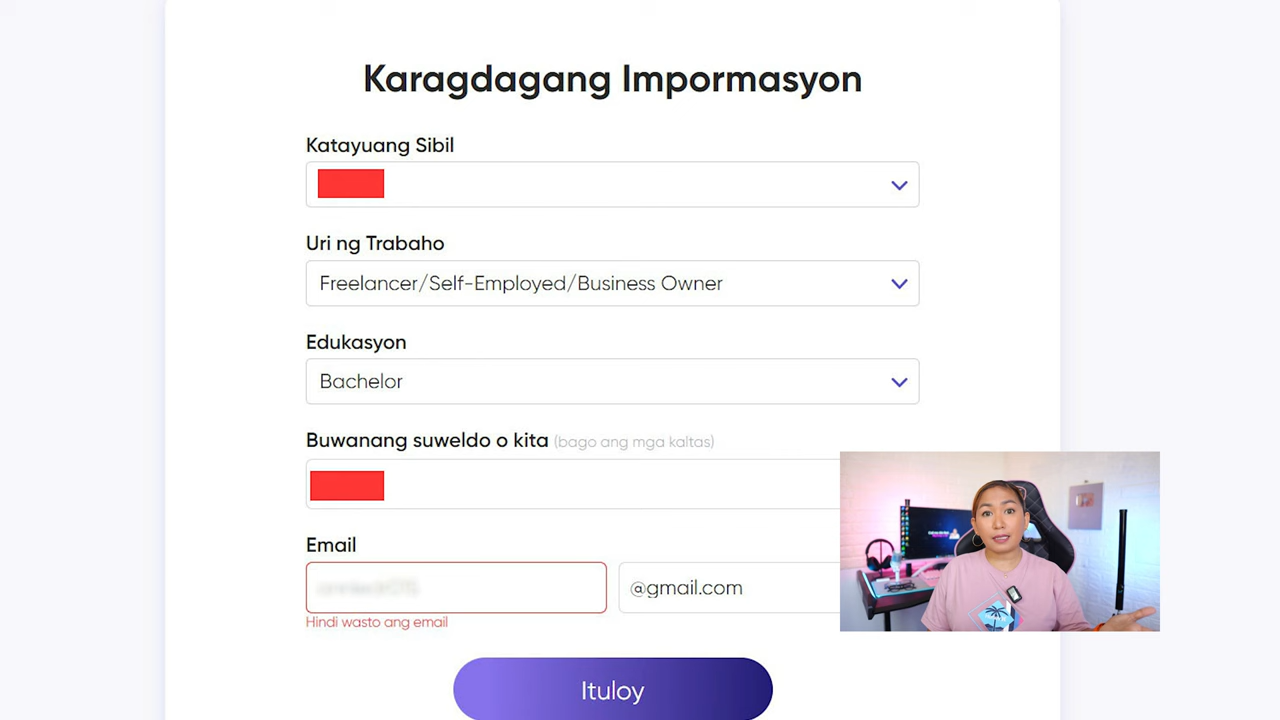 Karagdagang Impormasyon
Katayuang Sibil
Uri ng Trabaho
Freelancer/Self-Employed/Business Owner
Edukasyon
Bachelor
Buwanang suweldo o kita (bago ang mga kaltas)
Email
@gmail.com
Hindi wasto ang email
Ituloy